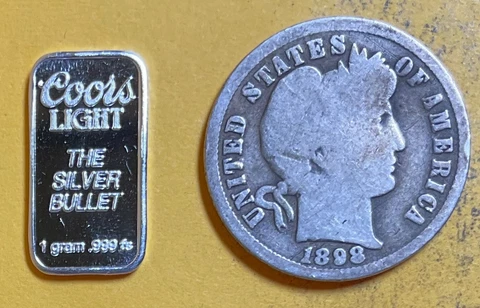 Coors
LIGHT
THE
SILVER
BULLET
1 gram .999 fs
UNITED STATES OF AMERICA
1898